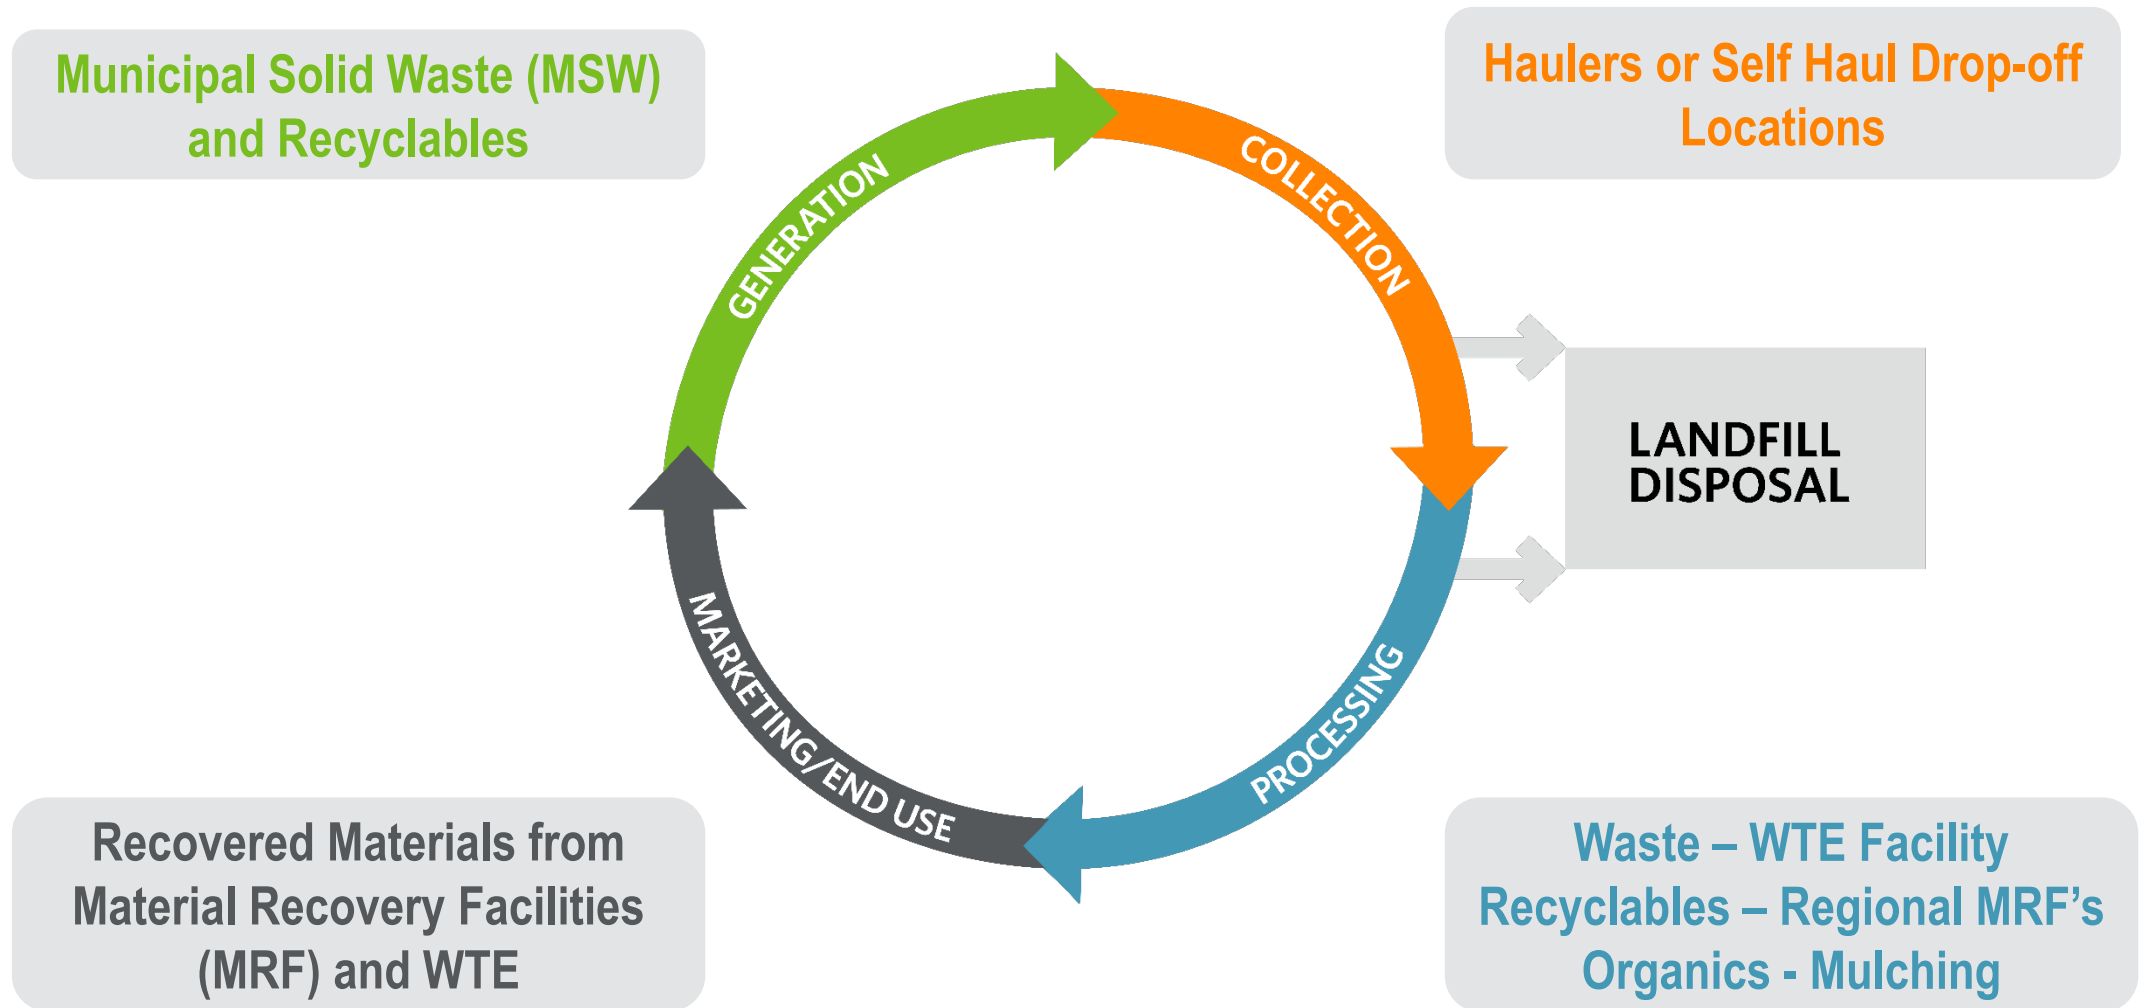 Municipal Solid Waste (MSW)
and Recyclables
Haulers or Self Haul Drop-off
Locations
GENERATION
COLLECTION
LANDFILL
DISPOSAL
PROCESSING
MARKETING/END USE
Recovered Materials from
Material Recovery Facilities
(MRF) and WTE
Waste – WTE Facility
Recyclables – Regional MRF’s
Organics - Mulching